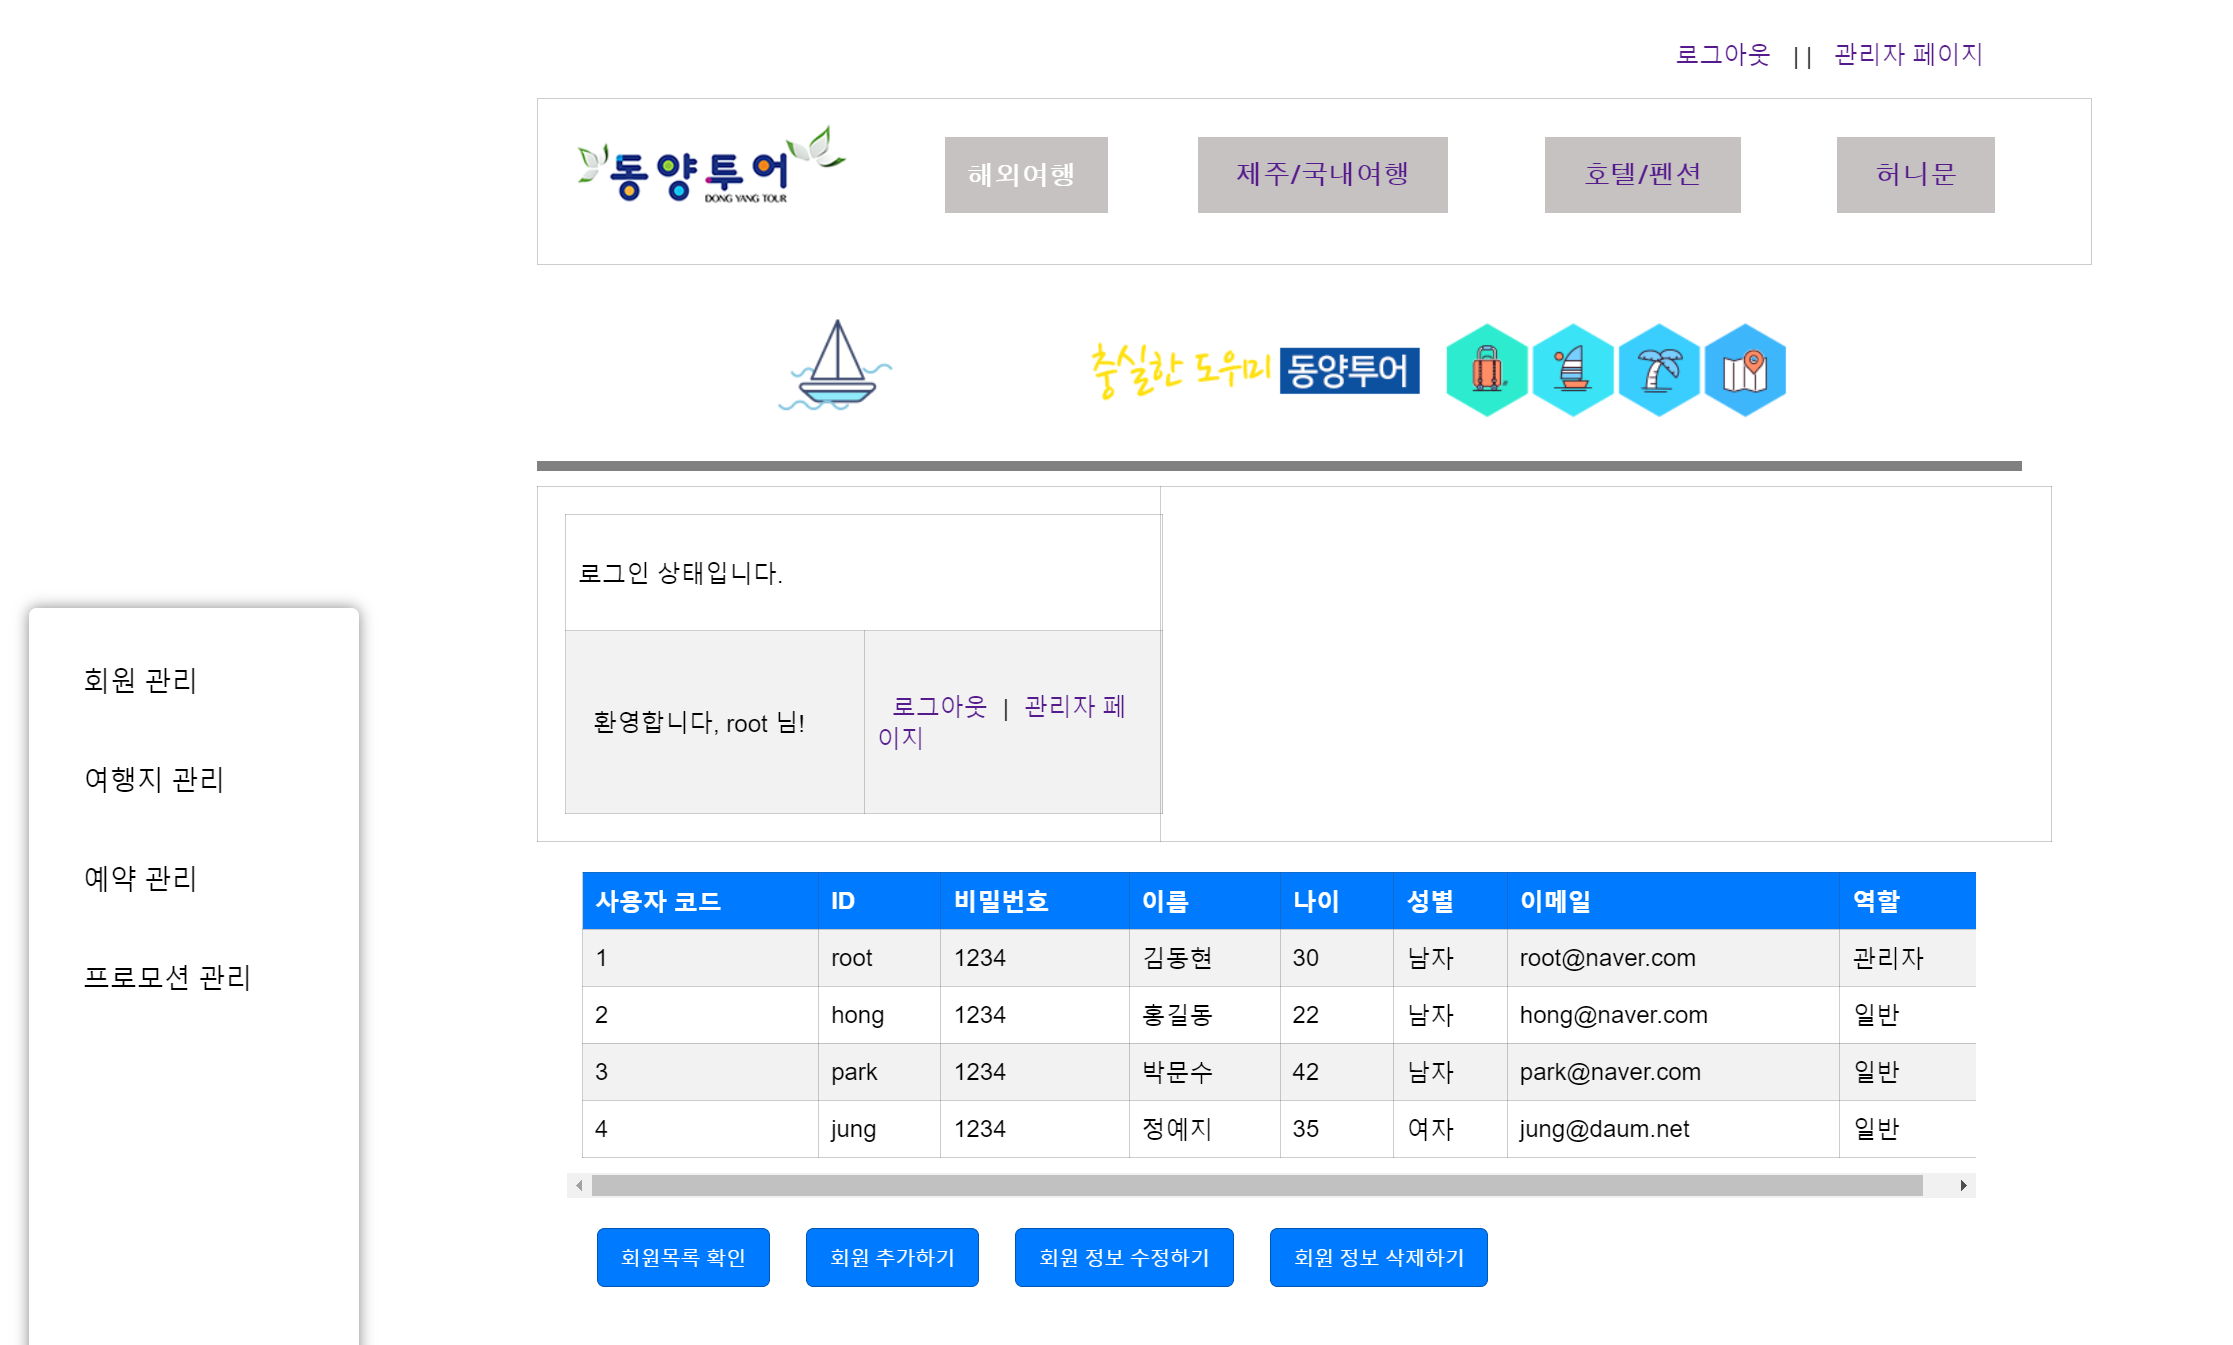 로그아웃 || 관리자 페이지
동양투어
DONG YANG TOUR
해외여행 제주/국내여행 호텔/펜션 허니문
충실한 도우미 동양투어
로그인 상태입니다.
환영합니다, root 님!
로그아웃 | 관리자 페
이지
회원 관리
여행지 관리
예약 관리
프로모션 관리
사용자 코드 ID 비밀번호 이름 나이 성별 이메일 역할
1 root 1234 김동현 30 남자 root@naver.com 관리자
2 hong 1234 홍길동 22 남자 hong@naver.com 일반
3 park 1234 박문수 42 남자 park@naver.com 일반
4 jung 1234 정예지 35 여자 jung@daum.net 일반
회원목록 확인 회원 추가하기 회원 정보 수정하기 회원 정보 삭제하기